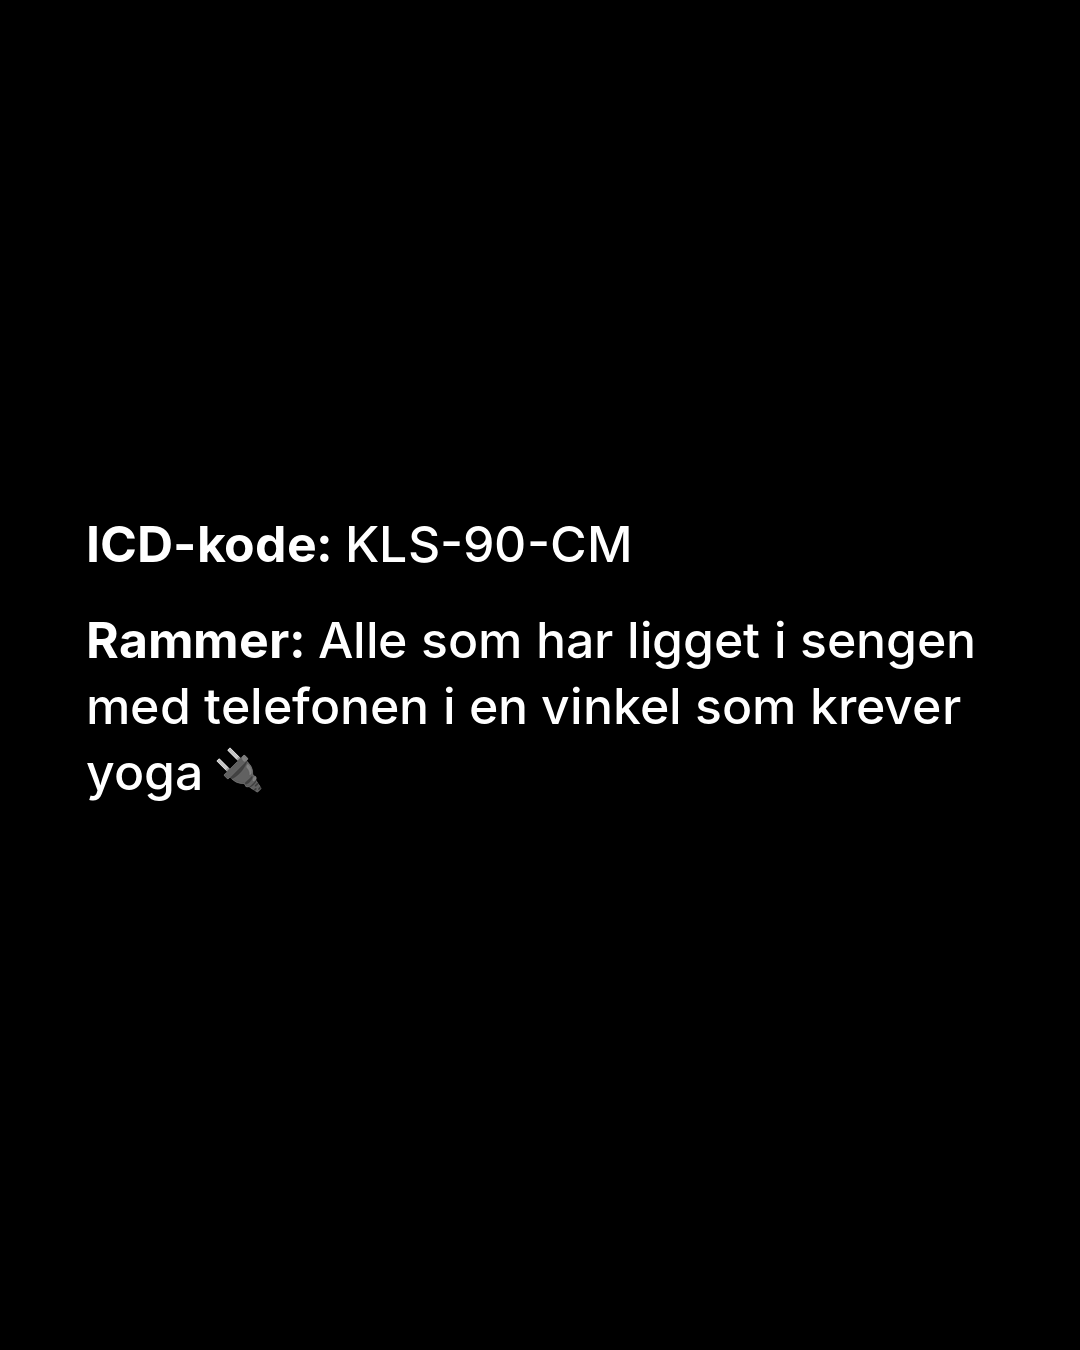 ICD-kode: KLS-90-CM
Rammer: Alle som har ligget i sengen
med telefonen i en vinkel som krever
yoga 🔌